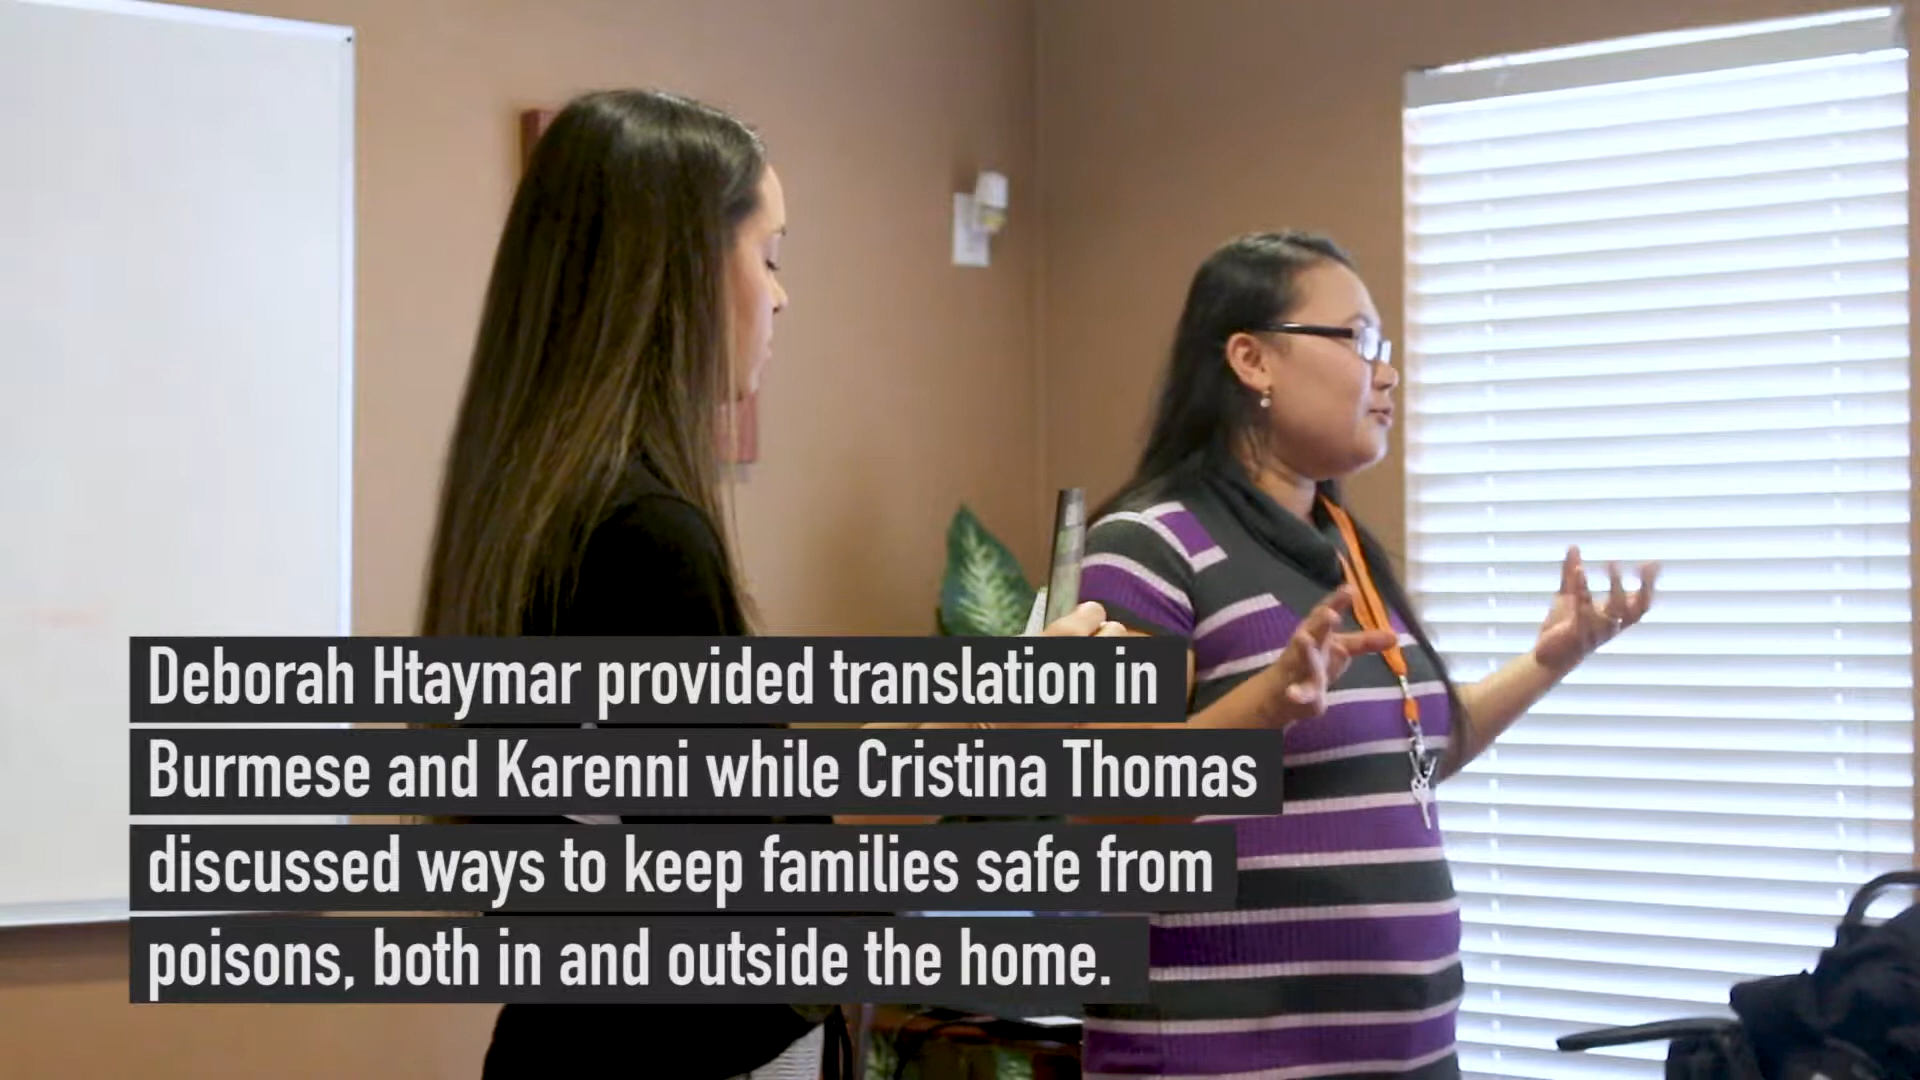 Deborah Htaymar provided translation in
Burmese and Karenni while Cristina Thomas
discussed ways to keep families safe from
poisons, both in and outside the home.